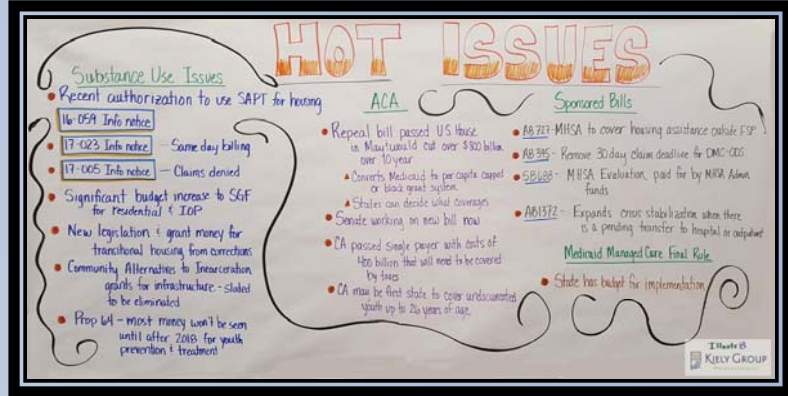 HOT ISSUES
Substance Use Issues
Recent authorization to use SAPT for housing
16-059 Info notice
17-023 Info notice - Same day billing
17-005 Info notice - Claims denied
Significant budget increase to SGF
for residential & IOP
New legislation & grant money for
transitional housing from corrections
Community Alternatives to Incarceration
grants for infrastructure - slated
to be eliminated
Prop 64 - most money won't be seen
until after 2018 for youth
prevention & treatment
ACA
Repeal bill passed US House
in May + would cut over $800 billion
over 10 year
Converts Medicaid to per capita capped
or block grant system
States can decide what coverages
Senate working on new bill now
CA passed single payer with costs of
400 billion that will need to be covered
by taxes
CA may be first state to cover undocumented
youth up to 26 years of age
Sponsored Bills
AB727 - MHSA to cover housing assistance outside FSP
AB395 - Remove 30 day claim deadline for DMC-ODS
SB688 - MHSA Evaluation, paid for by MHSA Admin
funds
AB1372 - Expands crisis stabilization when there
is a pending transfer to hospital or outpatient
Medicaid Managed Care Final Rule
State has budget for implementation
KIELY GROUP